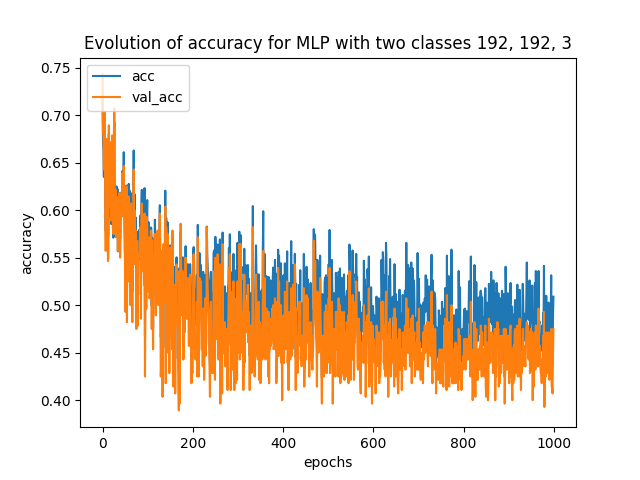 Evolution of accuracy for MLP with two classes 192, 192, 3
acc
val_acc
accuracy
0.75
0.70
0.65
0.60
0.55
0.50
0.45
0.40
0 200 400 600 800 1000
epochs